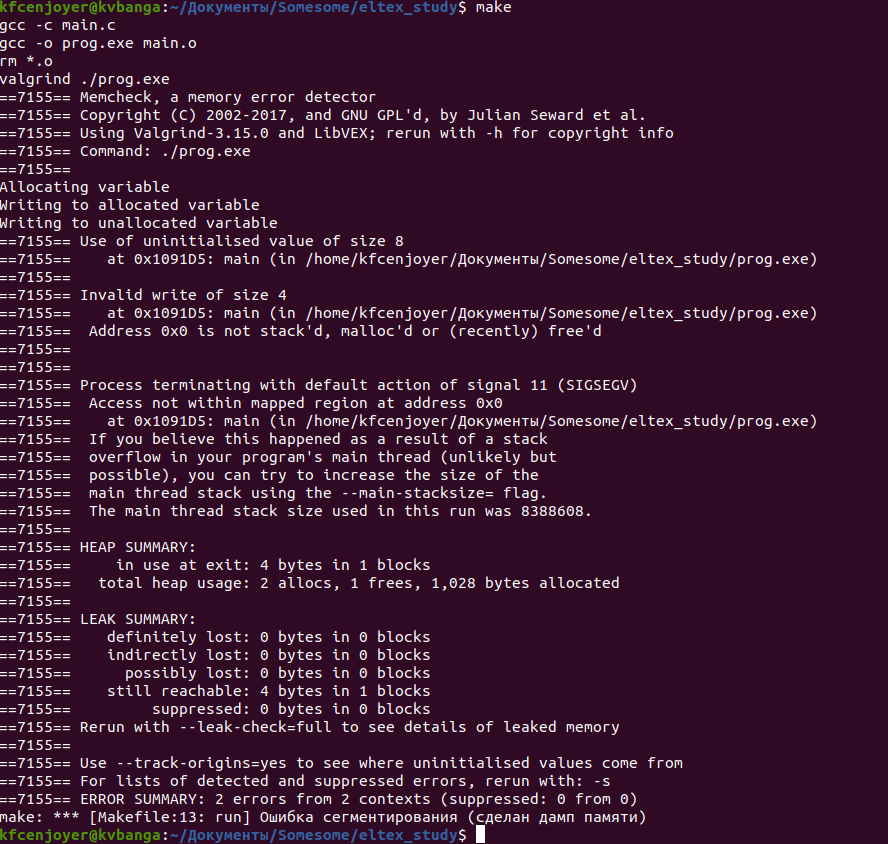 kfcenjoyer@kvbanga:~/Документы/Somesome/eltex_study$ make
gcc -c main.c
gcc -o prog.exe main.o
rm *.o
valgrind ./prog.exe
==7155== Memcheck, a memory error detector
==7155== Copyright (C) 2002-2017, and GNU GPL'd, by Julian Seward et al.
==7155== Using Valgrind-3.15.0 and LibVEX; rerun with -h for copyright info
==7155== Command: ./prog.exe
==7155==
Allocating variable
Writing to allocated variable
Writing to unallocated variable
==7155== Use of uninitialised value of size 8
==7155==    at 0x1091D5: main (in /home/kfcenjoyer/Документы/Somesome/eltex_study/prog.exe)
==7155==
==7155== Invalid write of size 4
==7155==    at 0x1091D5: main (in /home/kfcenjoyer/Документы/Somesome/eltex_study/prog.exe)
==7155==  Address 0x0 is not stack'd, malloc'd or (recently) free'd
==7155==
==7155==
==7155== Process terminating with default action of signal 11 (SIGSEGV)
==7155==  Access not within mapped region at address 0x0
==7155==    at 0x1091D5: main (in /home/kfcenjoyer/Документы/Somesome/eltex_study/prog.exe)
==7155==  If you believe this happened as a result of a stack
==7155==  overflow in your program's main thread (unlikely but
==7155==  possible), you can try to increase the size of the
==7155==  main thread stack using the --main-stacksize= flag.
==7155==  The main thread stack size used in this run was 8388608.
==7155==
==7155== HEAP SUMMARY:
==7155==     in use at exit: 4 bytes in 1 blocks
==7155==   total heap usage: 2 allocs, 1 frees, 1,028 bytes allocated
==7155==
==7155== LEAK SUMMARY:
==7155==    definitely lost: 0 bytes in 0 blocks
==7155==    indirectly lost: 0 bytes in 0 blocks
==7155==      possibly lost: 0 bytes in 0 blocks
==7155==    still reachable: 4 bytes in 1 blocks
==7155==         suppressed: 0 bytes in 0 blocks
==7155== Rerun with --leak-check=full to see details of leaked memory
==7155==
==7155== Use --track-origins=yes to see where uninitialised values come from
==7155== For lists of detected and suppressed errors, rerun with: -s
==7155== ERROR SUMMARY: 2 errors from 2 contexts (suppressed: 0 from 0)
make: *** [Makefile:13: run] Ошибка сегментирования (сделан дамп памяти)
kfcenjoyer@kvbanga:~/Документы/Somesome/eltex_study$